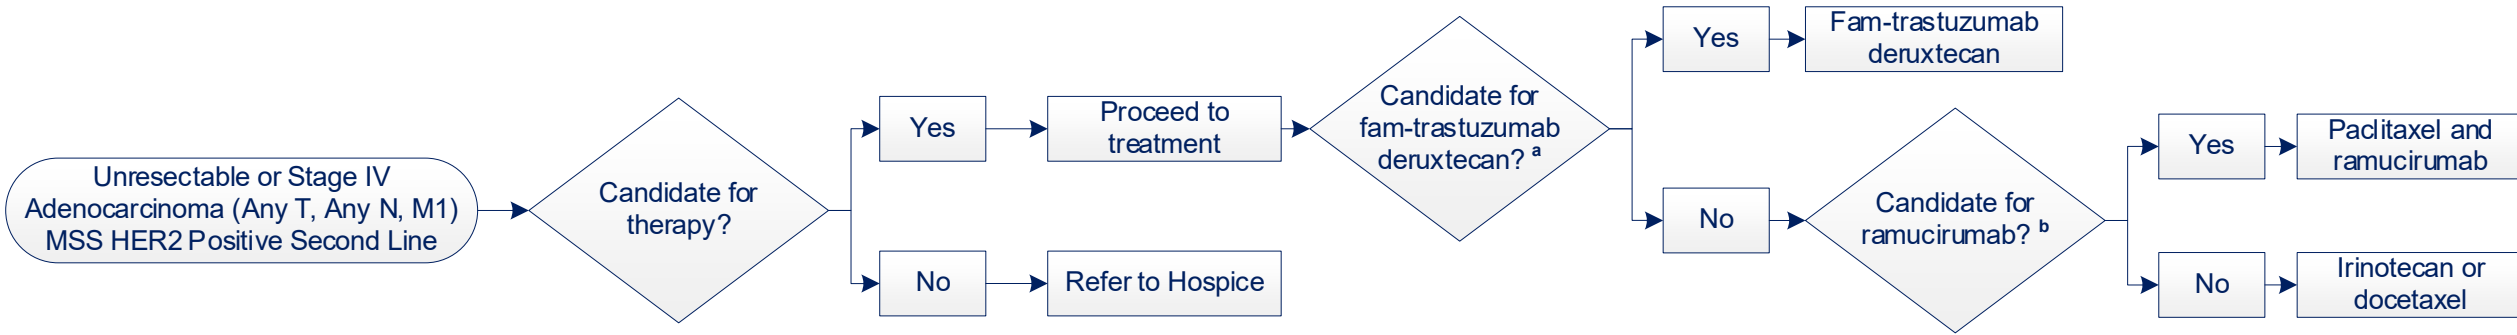 Unresectable or Stage IV
Adenocarcinoma (Any T, Any N, M1)
MSS HER2 Positive Second Line
Candidate for
therapy?
Yes
Proceed to
treatment
No
Refer to Hospice
Candidate for
fam-trastuzumab
deruxtecan? a
Yes
Fam-trastuzumab
deruxtecan
No
Candidate for
ramucirumab? b
Yes
Paclitaxel and
ramucirumab
No
Irinotecan or
docetaxel